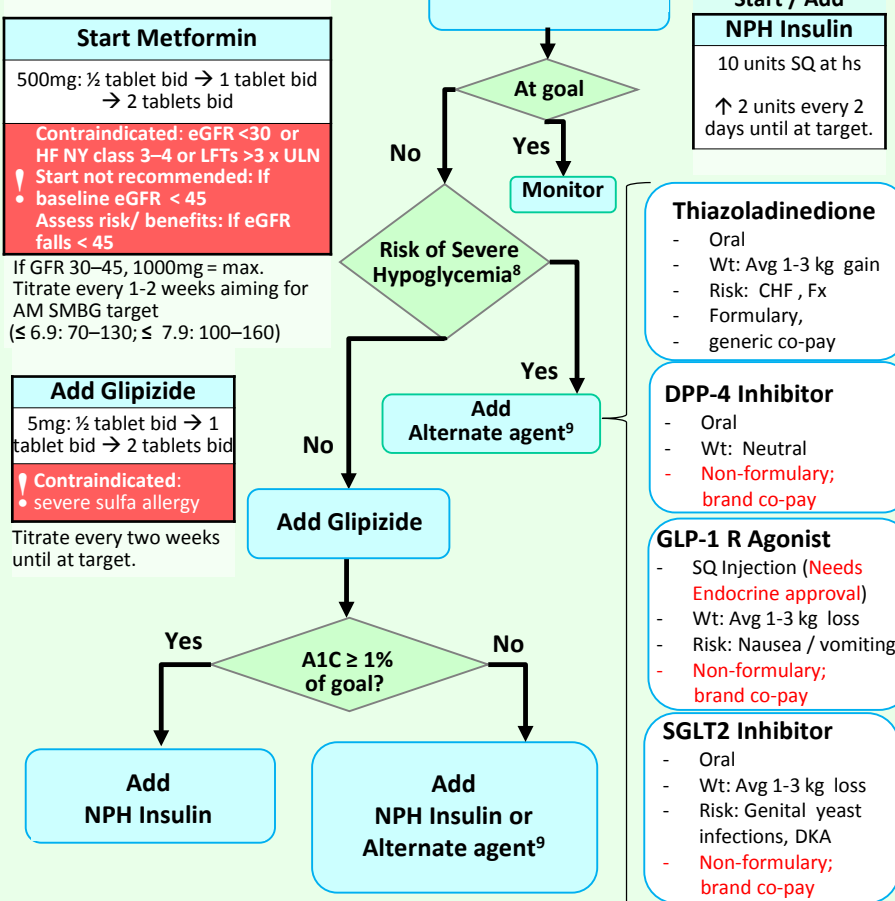 Start Metformin
500mg: ½ tablet bid → 1 tablet bid
→ 2 tablets bid
! Contraindicated: eGFR <30 or
HF NY class 3–4 or LFTs >3 x ULN
Start not recommended: If
baseline eGFR < 45
Assess risk/ benefits: If eGFR
falls < 45
If GFR 30–45, 1000mg = max.
Titrate every 1-2 weeks aiming for
AM SMBG target
(≤ 6.9: 70–130; ≤ 7.9: 100–160)
Add Glipizide
5mg: ½ tablet bid → 1
tablet bid → 2 tablets bid
! Contraindicated:
severe sulfa allergy
Titrate every two weeks
until at target.
At goal
No
Yes
Monitor
Risk of Severe
Hypoglycemia⁸
Yes
Add
Alternate agent⁹
No
Add Glipizide
A1C ≥ 1%
of goal?
Yes
No
Add
NPH Insulin
Add
NPH Insulin or
Alternate agent⁹
Start / Add
NPH Insulin
10 units SQ at hs
↑ 2 units every 2
days until at target.
Thiazoladinedione
- Oral
- Wt: Avg 1-3 kg gain
- Risk: CHF , Fx
- Formulary,
- generic co-pay
DPP-4 Inhibitor
- Oral
- Wt: Neutral
- Non-formulary;
brand co-pay
GLP-1 R Agonist
- SQ Injection (Needs
Endocrine approval)
- Wt: Avg 1-3 kg loss
- Risk: Nausea / vomiting
- Non-formulary;
brand co-pay
SGLT2 Inhibitor
- Oral
- Wt: Avg 1-3 kg loss
- Risk: Genital yeast
infections, DKA
- Non-formulary;
brand co-pay